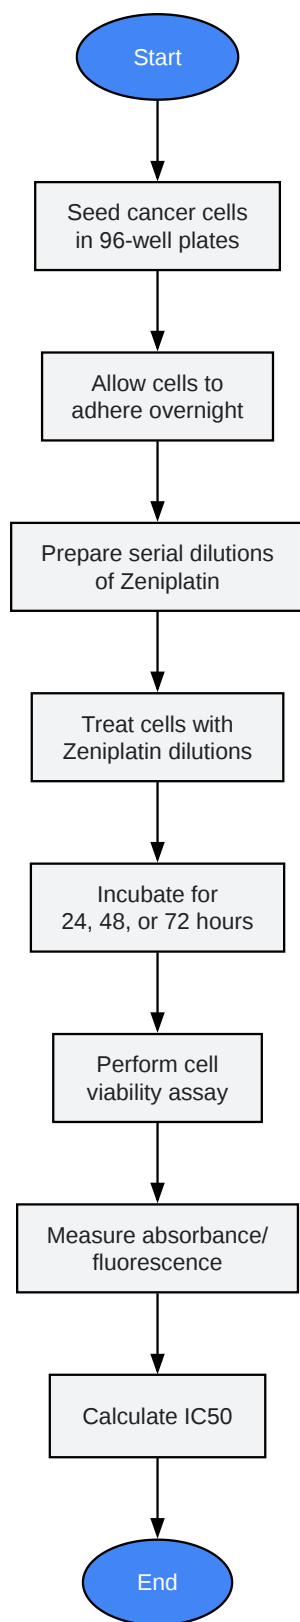 Start
Seed cancer cells
in 96-well plates
Allow cells to
adhere overnight
Prepare serial dilutions
of Zeniplatin
Treat cells with
Zeniplatin dilutions
Incubate for
24, 48, or 72 hours
Perform cell
viability assay
Measure absorbance/
fluorescence
Calculate IC50
End